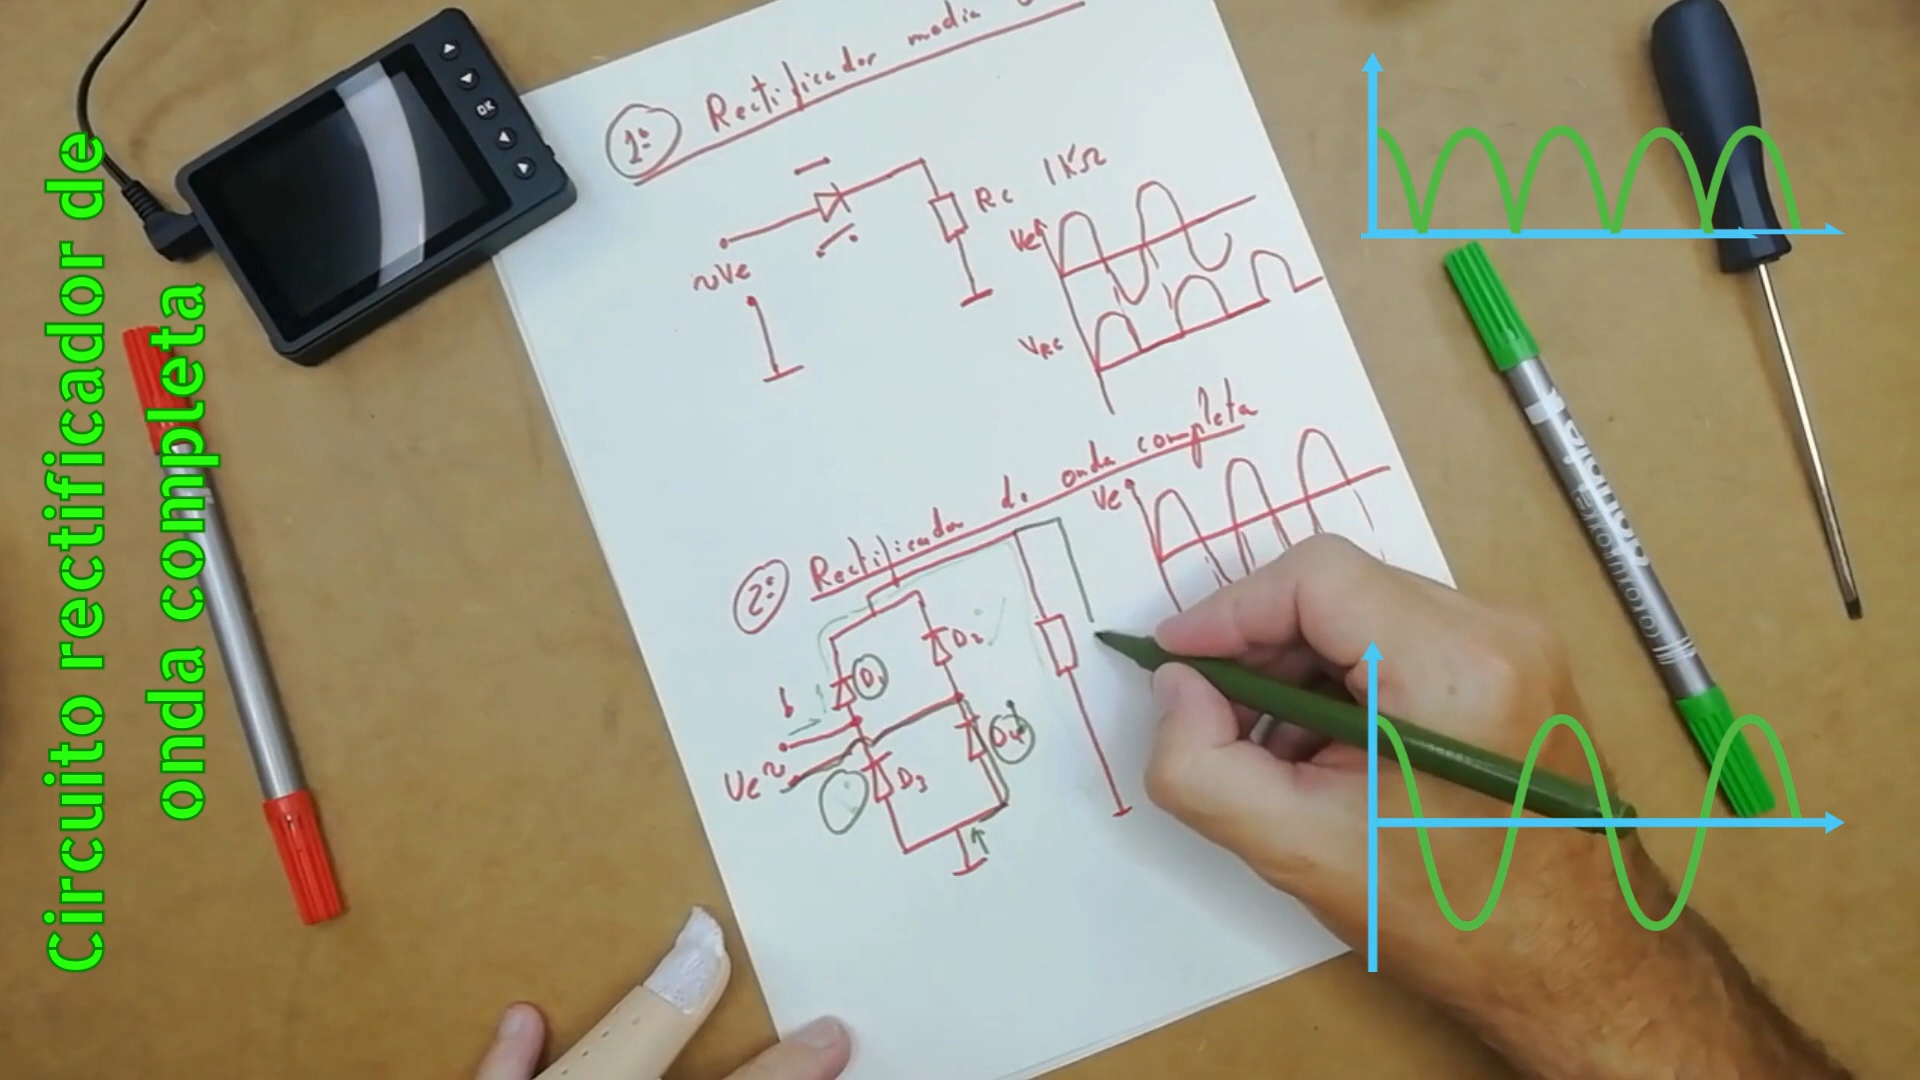 Circuito rectificador de
onda completa
OK
1º Rectificador media
Rc 1KΩ
~Ve
Ve
VRc
2º Rectificador de onda completa
Ve
D1
D2
D3
D4
Ve~